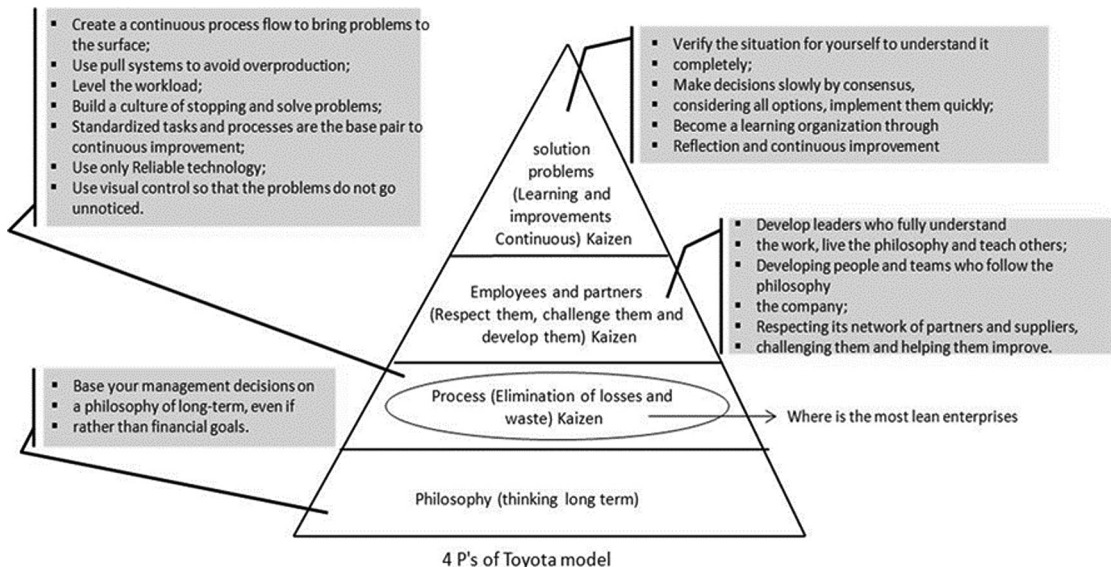 ▪ Create a continuous process flow to bring problems to
the surface;
▪ Use pull systems to avoid overproduction;
▪ Level the workload;
▪ Build a culture of stopping and solve problems;
▪ Standardized tasks and processes are the base pair to
continuous improvement;
▪ Use only Reliable technology;
▪ Use visual control so that the problems do not go
unnoticed.
▪ Verify the situation for yourself to understand it
▪ completely;
▪ Make decisions slowly by consensus,
▪ considering all options, implement them quickly;
▪ Become a learning organization through
▪ Reflection and continuous improvement
solution
problems
(Learning and
improvements
Continuous) Kaizen
▪ Develop leaders who fully understand
▪ the work, live the philosophy and teach others;
▪ Developing people and teams who follow the
philosophy
▪ the company;
▪ Respecting its network of partners and suppliers,
▪ challenging them and helping them improve.
Employees and partners
(Respect them, challenge them and
develop them) Kaizen
▪ Base your management decisions on
▪ a philosophy of long-term, even if
▪ rather than financial goals.
Process (Elimination of losses and
waste) Kaizen
Where is the most lean enterprises
Philosophy (thinking long term)
4 P's of Toyota model